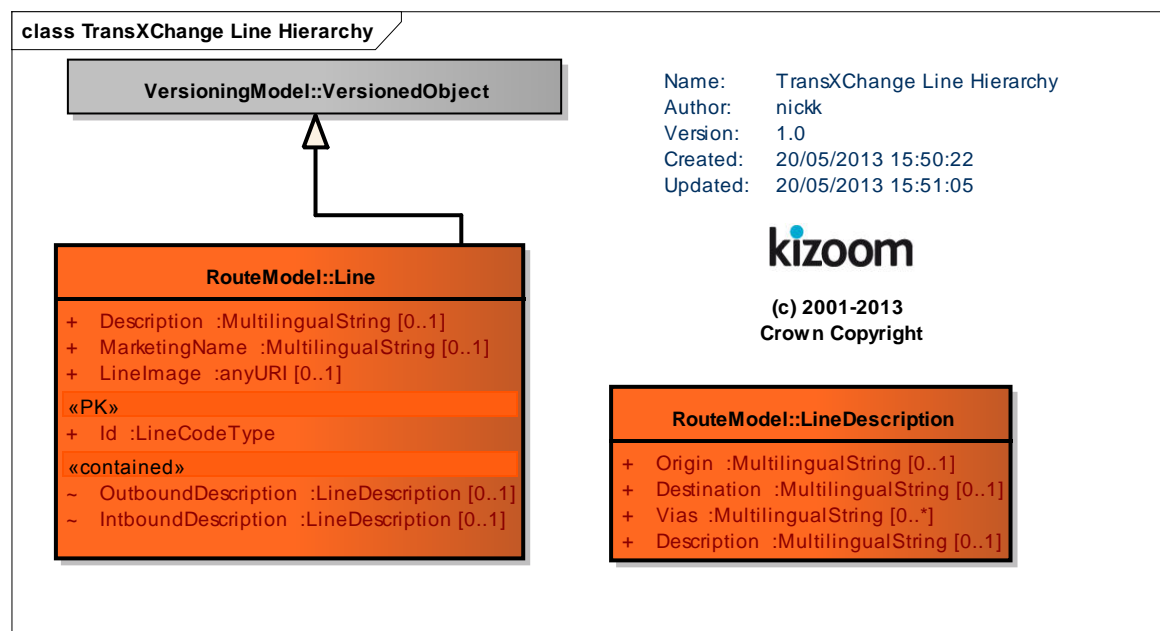 class TransXChange Line Hierarchy
VersioningModel::VersionedObject
Name: TransXChange Line Hierarchy
Author: nickk
Version: 1.0
Created: 20/05/2013 15:50:22
Updated: 20/05/2013 15:51:05
kizoom
(c) 2001-2013
Crown Copyright
RouteModel::Line
+ Description :MultilingualString [0..1]
+ MarketingName :MultilingualString [0..1]
+ LineImage :anyURI [0..1]
«PK»
+ Id :LineCodeType
«contained»
~ OutboundDescription :LineDescription [0..1]
~ IntboundDescription :LineDescription [0..1]
RouteModel::LineDescription
+ Origin :MultilingualString [0..1]
+ Destination :MultilingualString [0..1]
+ Vias :MultilingualString [0..*]
+ Description :MultilingualString [0..1]